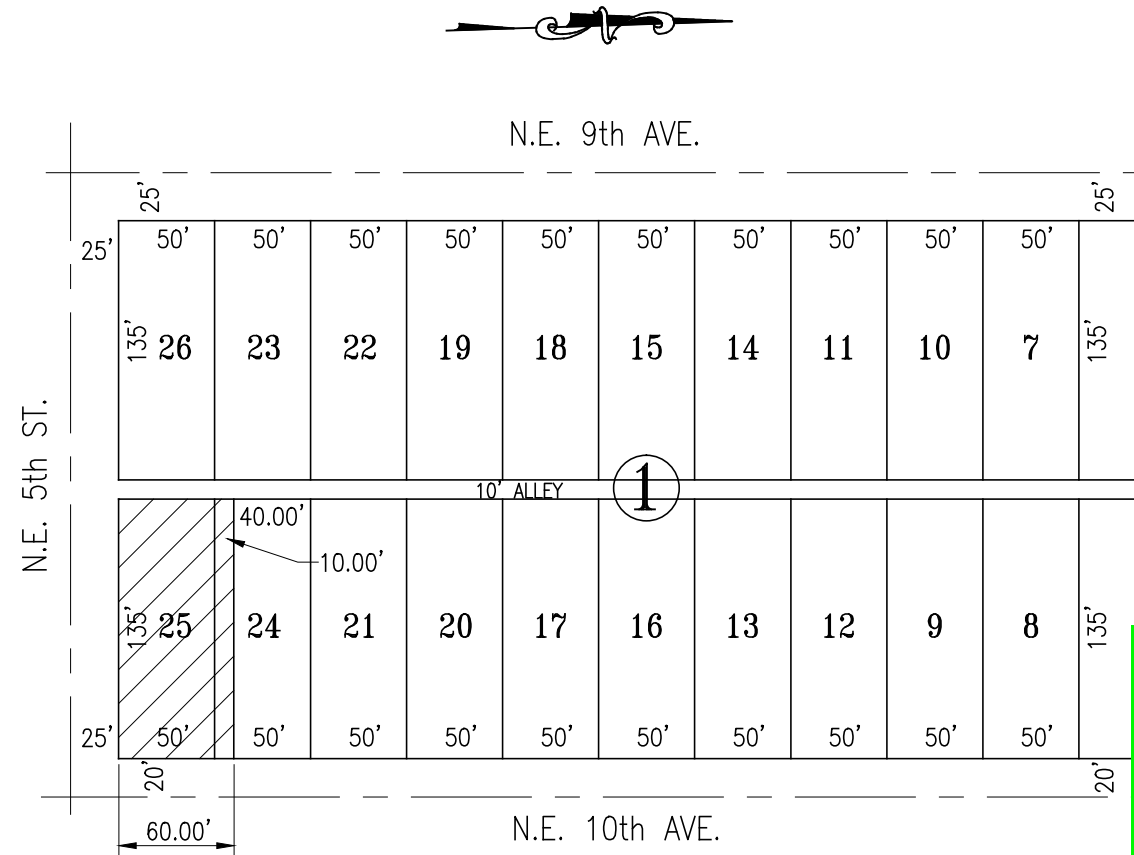 N.E. 9th AVE.
25' 25'
25' 50' 50' 50' 50' 50' 50' 50' 50' 50' 50'
135' 26 23 22 19 18 15 14 11 10 7 135'
N.E. 5th ST.
10' ALLEY 1
40.00'
10.00'
135' 25 24 21 20 17 16 13 12 9 8 135'
25' 50' 50' 50' 50' 50' 50' 50' 50' 50' 50'
20' 20'
60.00' N.E. 10th AVE.